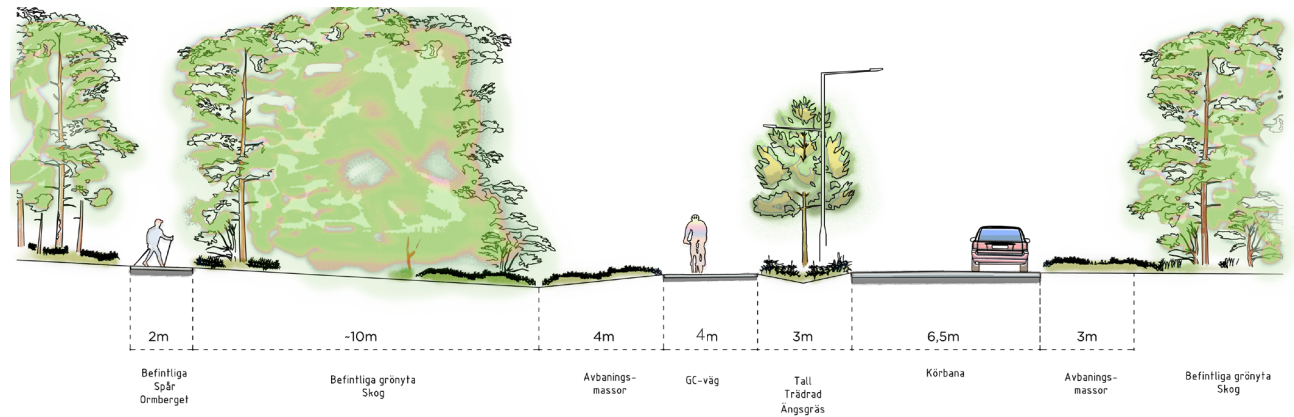 2m
~10m
4m
4m
3m
6,5m
3m
Befintliga
Spår
Ormberget
Befintliga grönyta
Skog
Avbanings-
massor
GC-väg
Tall
Trädrad
Ängsgräs
Körbana
Avbanings-
massor
Befintliga grönyta
Skog